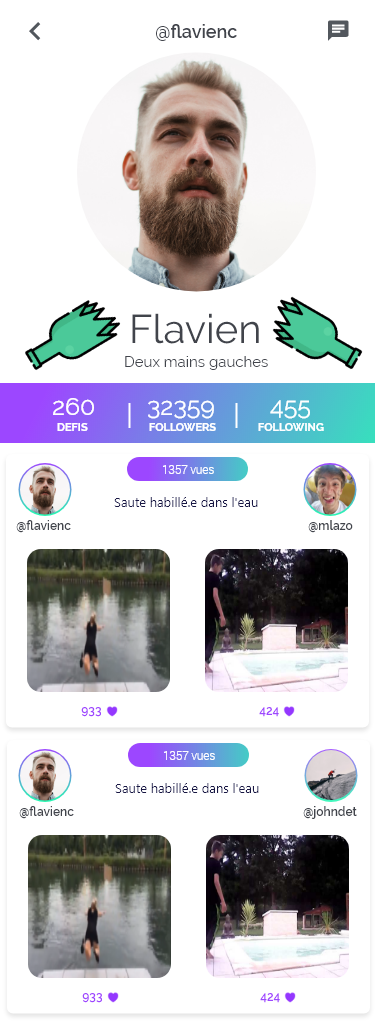 @flavienc
Flavien
Deux mains gauches
260 | 32359 | 455
DEFIS FOLLOWERS FOLLOWING
1357 vues
Saute habillé.e dans l'eau
@flavienc @mlazo
933 424
1357 vues
Saute habillé.e dans l'eau
@flavienc @johndet
933 424